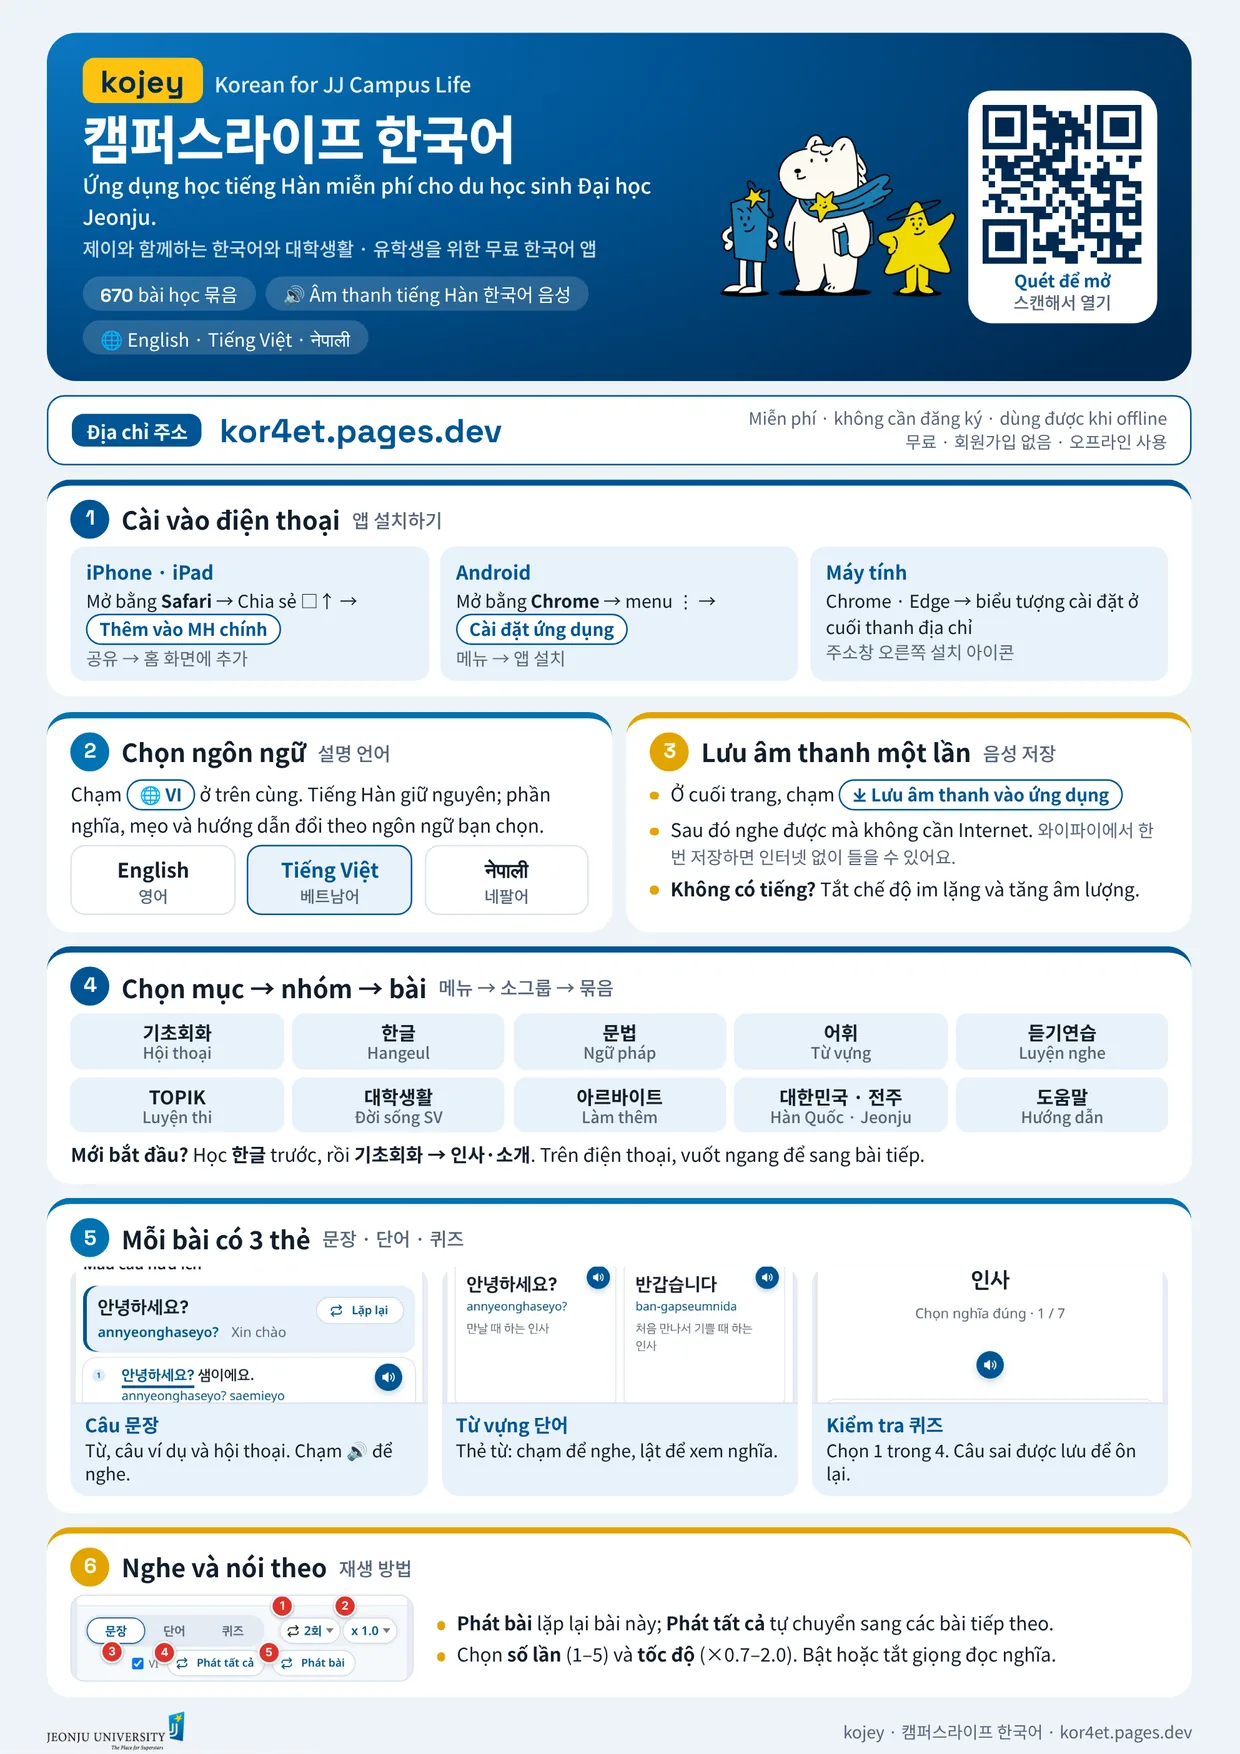 kojey Korean for JJ Campus Life
캠퍼스라이프 한국어
Ứng dụng học tiếng Hàn miễn phí cho du học sinh Đại học
Jeonju.
제이와 함께하는 한국어와 대학생활 · 유학생을 위한 무료 한국어 앱
670 bài học 묶음
🔊 Âm thanh tiếng Hàn 한국어 음성
🌐 English · Tiếng Việt · नेपाली
Quét để mở
스캔해서 열기
Địa chỉ 주소 kor4et.pages.dev
Miễn phí · không cần đăng ký · dùng được khi offline
무료 · 회원가입 없음 · 오프라인 사용
1 Cài vào điện thoại 앱 설치하기
iPhone · iPad
Mở bằng Safari → Chia sẻ □↑ →
Thêm vào MH chính
공유 → 홈 화면에 추가
Android
Mở bằng Chrome → menu ⋮ →
Cài đặt ứng dụng
메뉴 → 앱 설치
Máy tính
Chrome · Edge → biểu tượng cài đặt ở
cuối thanh địa chỉ
주소창 오른쪽 설치 아이콘
2 Chọn ngôn ngữ 설명 언어
Chạm 🌐 VI ở trên cùng. Tiếng Hàn giữ nguyên; phần
nghĩa, mẹo và hướng dẫn đổi theo ngôn ngữ bạn chọn.
English
영어
Tiếng Việt
베트남어
नेपाली
네팔어
3 Lưu âm thanh một lần 음성 저장
Ở cuối trang, chạm Lưu âm thanh vào ứng dụng
Sau đó nghe được mà không cần Internet. 와이파이에서 한
번 저장하면 인터넷 없이 들을 수 있어요.
Không có tiếng? Tắt chế độ im lặng và tăng âm lượng.
4 Chọn mục → nhóm → bài 메뉴 → 소그룹 → 묶음
기초회화
Hội thoại
한글
Hangeul
문법
Ngữ pháp
어휘
Từ vựng
듣기연습
Luyện nghe
TOPIK
Luyện thi
대학생활
Đời sống SV
아르바이트
Làm thêm
대한민국 · 전주
Hàn Quốc · Jeonju
도움말
Hướng dẫn
Mới bắt đầu? Học 한글 trước, rồi 기초회화 → 인사·소개. Trên điện thoại, vuốt ngang để sang bài tiếp.
5 Mỗi bài có 3 thẻ 문장 · 단어 · 퀴즈
안녕하세요?
Lặp lại
annyeonghaseyo? Xin chào
1 안녕하세요? 샘이에요.
annyeonghaseyo? saemieyo
Câu 문장
Từ, câu ví dụ và hội thoại. Chạm 🔊 để
nghe.
안녕하세요?
annyeonghaseyo?
만날 때 하는 인사
반갑습니다
ban-gapseumnida
처음 만나서 기쁠 때 하는
인사
Từ vựng 단어
Thẻ từ: chạm để nghe, lật để xem nghĩa.
인사
Chọn nghĩa đúng · 1 / 7
Kiểm tra 퀴즈
Chọn 1 trong 4. Câu sai được lưu để ôn
lại.
6 Nghe và nói theo 재생 방법
1 2
문장 단어 퀴즈 2회 x 1.0
3 4 5
Phát tất cả Phát bài
Phát bài lặp lại bài này; Phát tất cả tự chuyển sang các bài tiếp theo.
Chọn số lần (1–5) và tốc độ (×0.7–2.0). Bật hoặc tắt giọng đọc nghĩa.
JEONJU UNIVERSITY
The Place for Superstars
kojey · 캠퍼스라이프 한국어 · kor4et.pages.dev